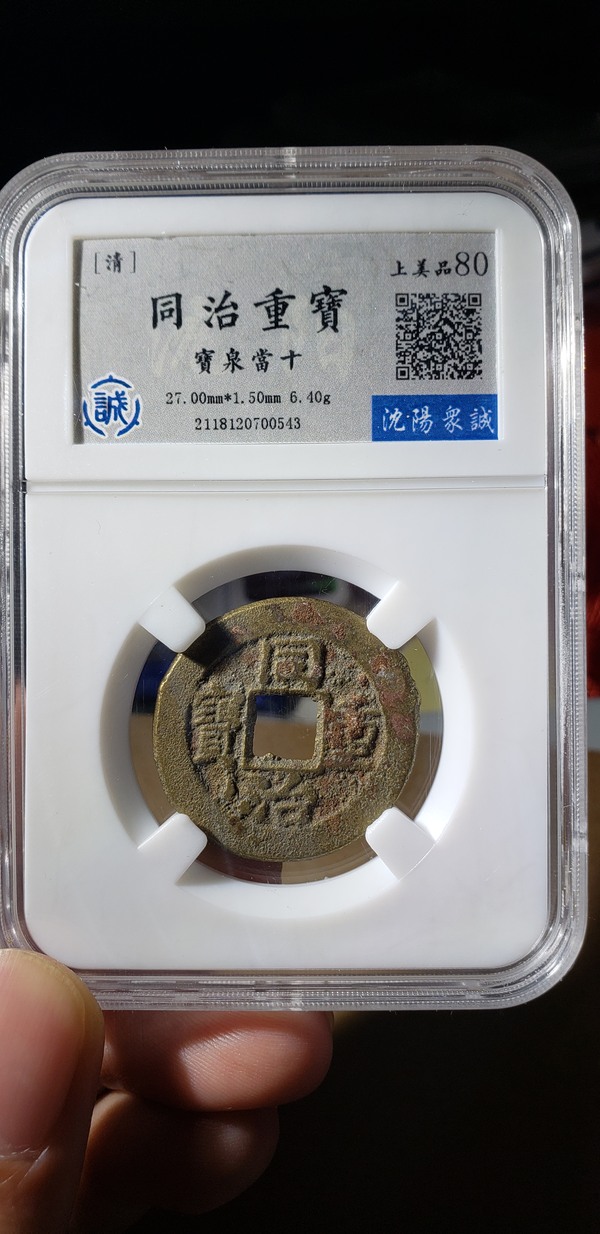 [清]
上美品80
同治重寶
寶泉當十
27.00mm*1.50mm 6.40g
2118120700543
誠
沈陽眾誠
同
重
寶
治